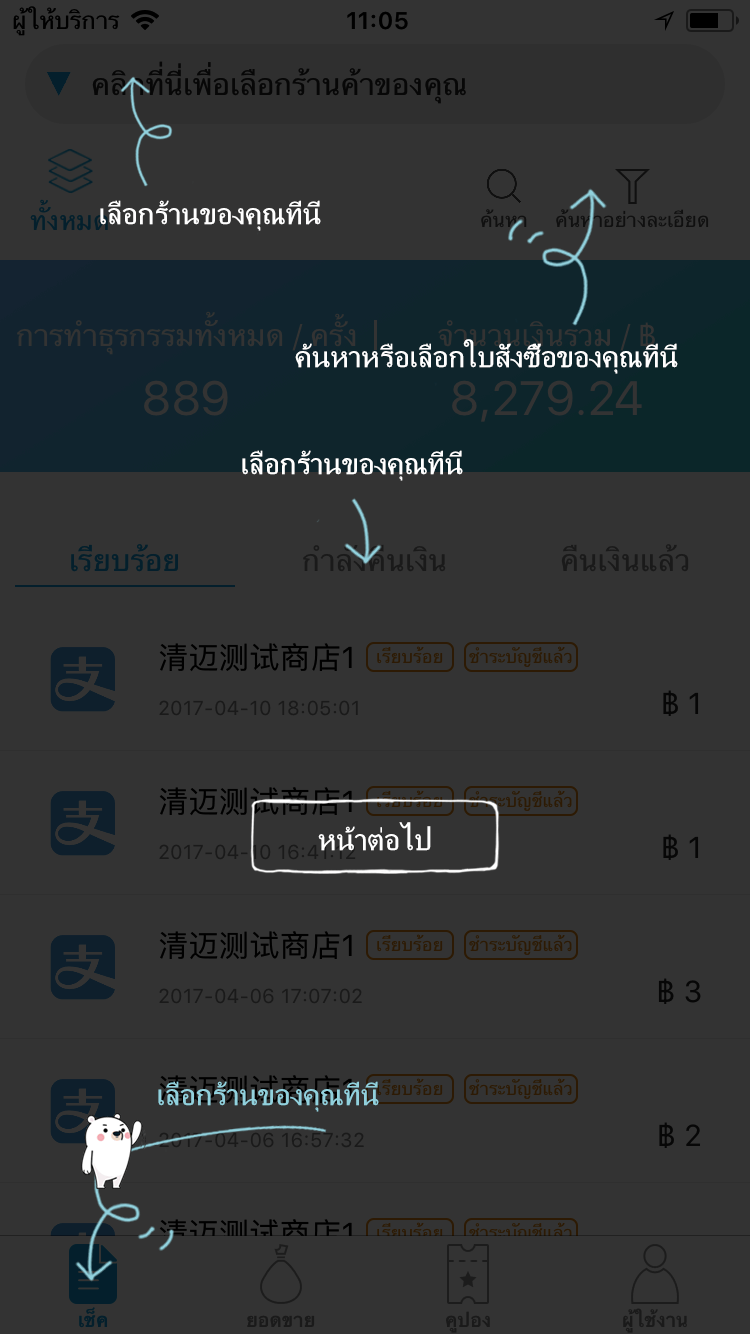 ผู้ให้บริการ 11:05
คลิกที่นี่เพื่อเลือกร้านค้าของคุณ
ทั้งหมด
เลือกร้านของคุณทีนี
ค้นหา
ค้นหาอย่างละเอียด
การทำธุรกรรมทั้งหมด / ครั้ง
จำนวนเงินรวม / ฿
ค้นหาหรือเลือกใบสังซือของคุณทีนี
889
8,279.24
เลือกร้านของคุณทีนี
เรียบร้อย
กำลังคืนเงิน
คืนเงินแล้ว
清迈测试商店1 เรียบร้อย ชำระบัญชีแล้ว
2017-04-10 18:05:01
฿ 1
清迈测试商店1 เรียบร้อย ชำระบัญชีแล้ว
หน้าต่อไป
2017-04-10 16:41:12
฿ 1
清迈测试商店1 เรียบร้อย ชำระบัญชีแล้ว
2017-04-06 17:07:02
฿ 3
清迈测试商店1 เรียบร้อย ชำระบัญชีแล้ว
เลือกร้านของคุณทีนี
2017-04-06 16:57:32
฿ 2
清迈测试商店1 เรียบร้อย ชำระบัญชีแล้ว
เช็ค
ยอดขาย
คูปอง
ผู้ใช้งาน